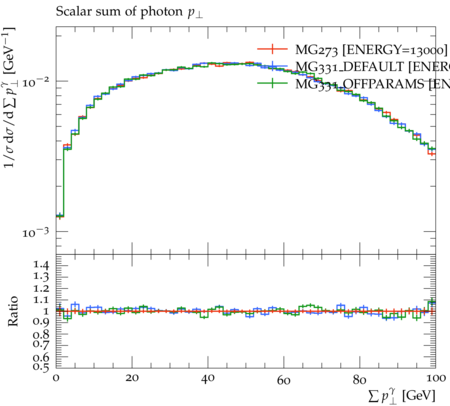 Scalar sum of photon p⊥
1/σ dσ/d∑ p⊥^γ [GeV⁻¹]
MG273 [ENERGY=13000]
MG331_DEFAULT [ENERG
MG331_OFFPARAMS [EN
10⁻²
10⁻³
Ratio
1.4
1.3
1.2
1.1
1
0.9
0.8
0.7
0.6
0.5
0 20 40 60 80 100
∑ p⊥^γ [GeV]